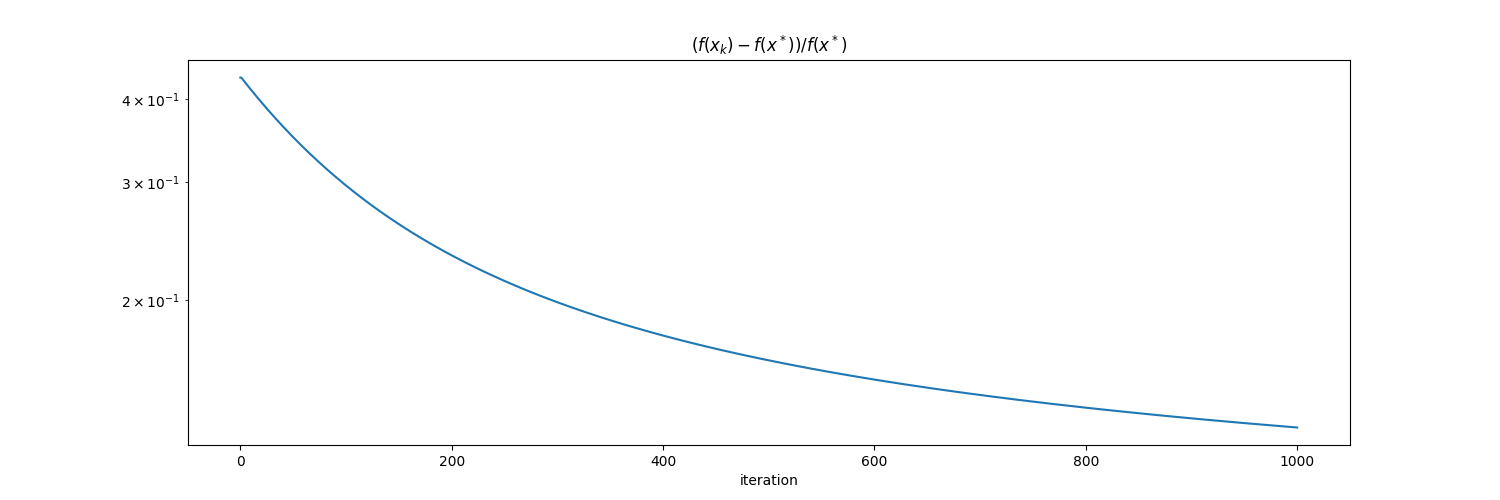 (f(x_k) − f(x*))/f(x*)
4 × 10⁻¹
3 × 10⁻¹
2 × 10⁻¹
0 200 400 600 800 1000
iteration